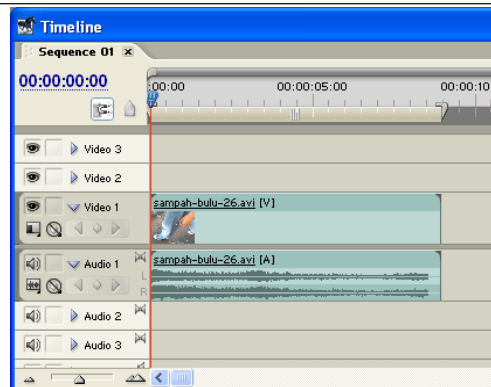 Timeline
Sequence 01
00:00:00:00
:00:00 00:00:05:00 00:00:10
Video 3
Video 2
Video 1
sampah-bulu-26.avi [V]
Audio 1
sampah-bulu-26.avi [A]
L
R
Audio 2
Audio 3